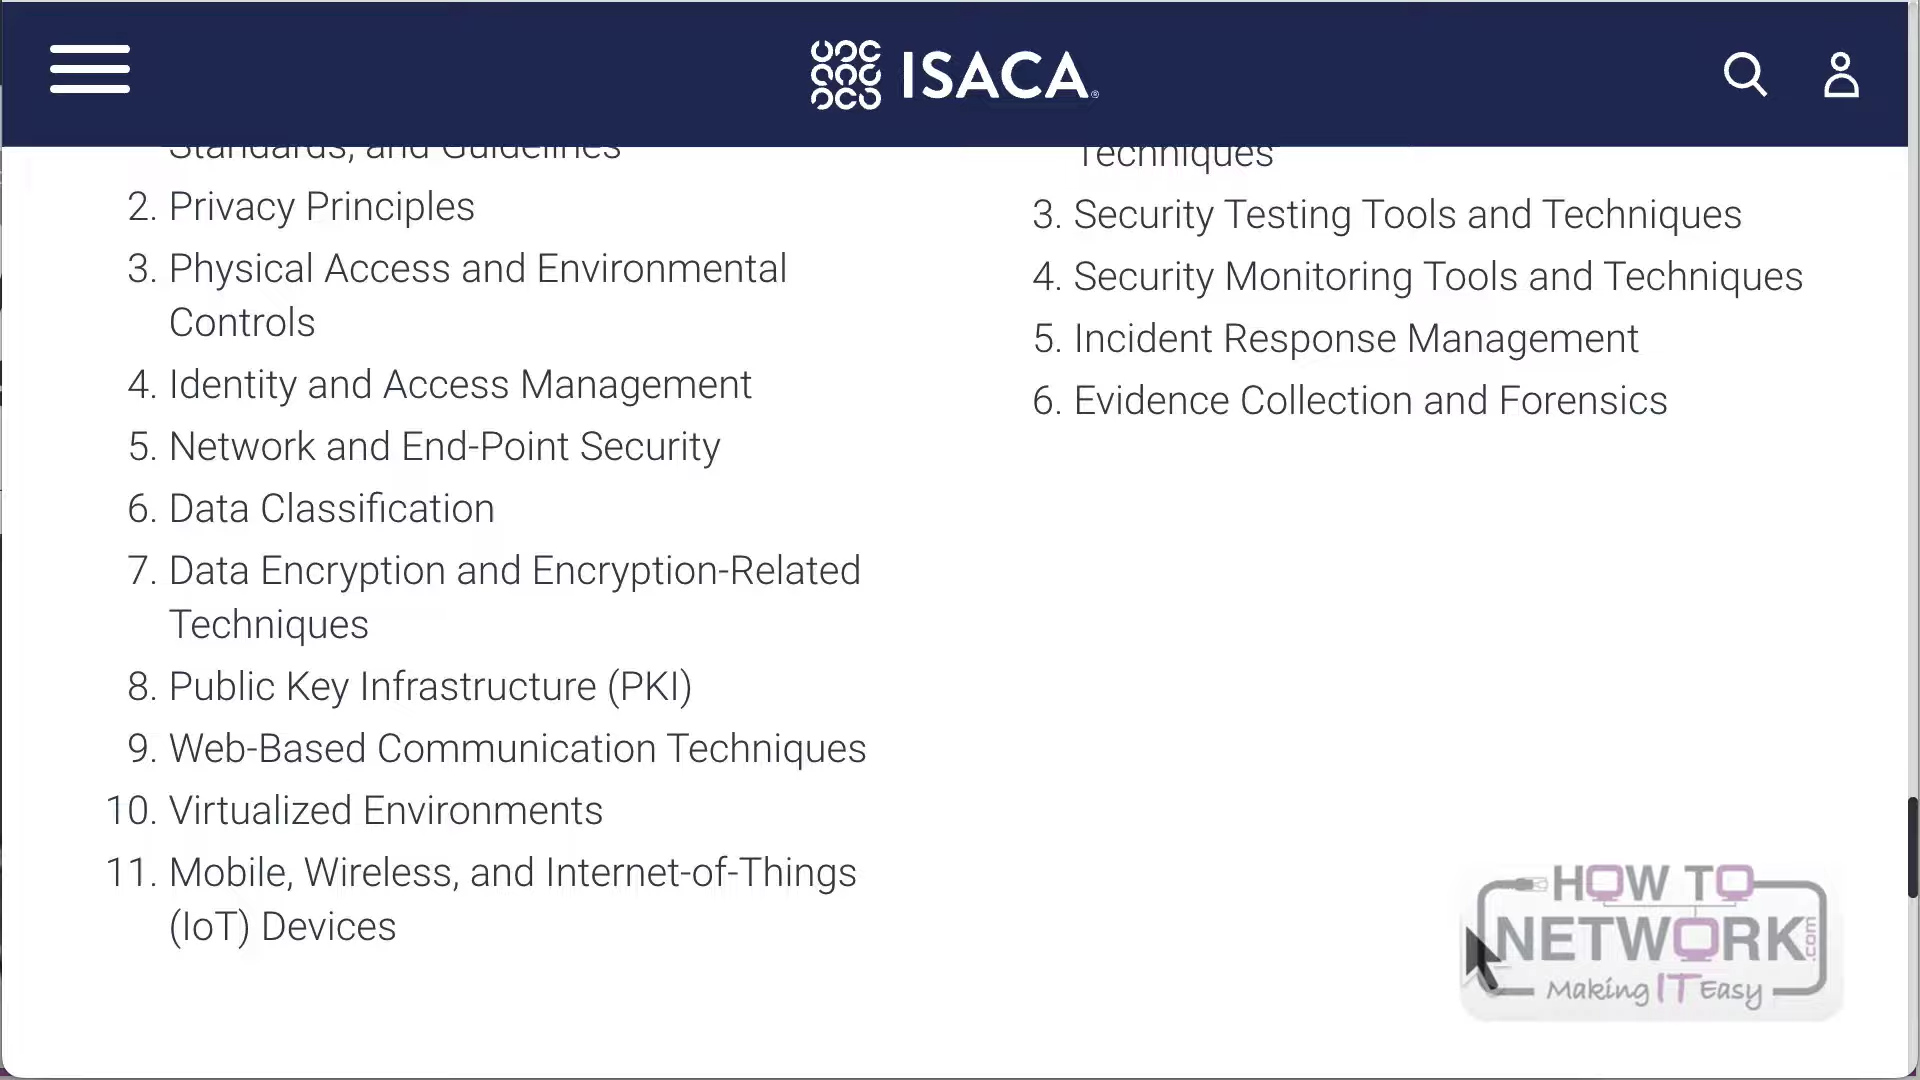 ISACA®
Standards, and Guidelines
2. Privacy Principles
3. Physical Access and Environmental
Controls
4. Identity and Access Management
5. Network and End-Point Security
6. Data Classification
7. Data Encryption and Encryption-Related
Techniques
8. Public Key Infrastructure (PKI)
9. Web-Based Communication Techniques
10. Virtualized Environments
11. Mobile, Wireless, and Internet-of-Things
(IoT) Devices
Techniques
3. Security Testing Tools and Techniques
4. Security Monitoring Tools and Techniques
5. Incident Response Management
6. Evidence Collection and Forensics
HOW TO
NETWORK.com
Making IT Easy